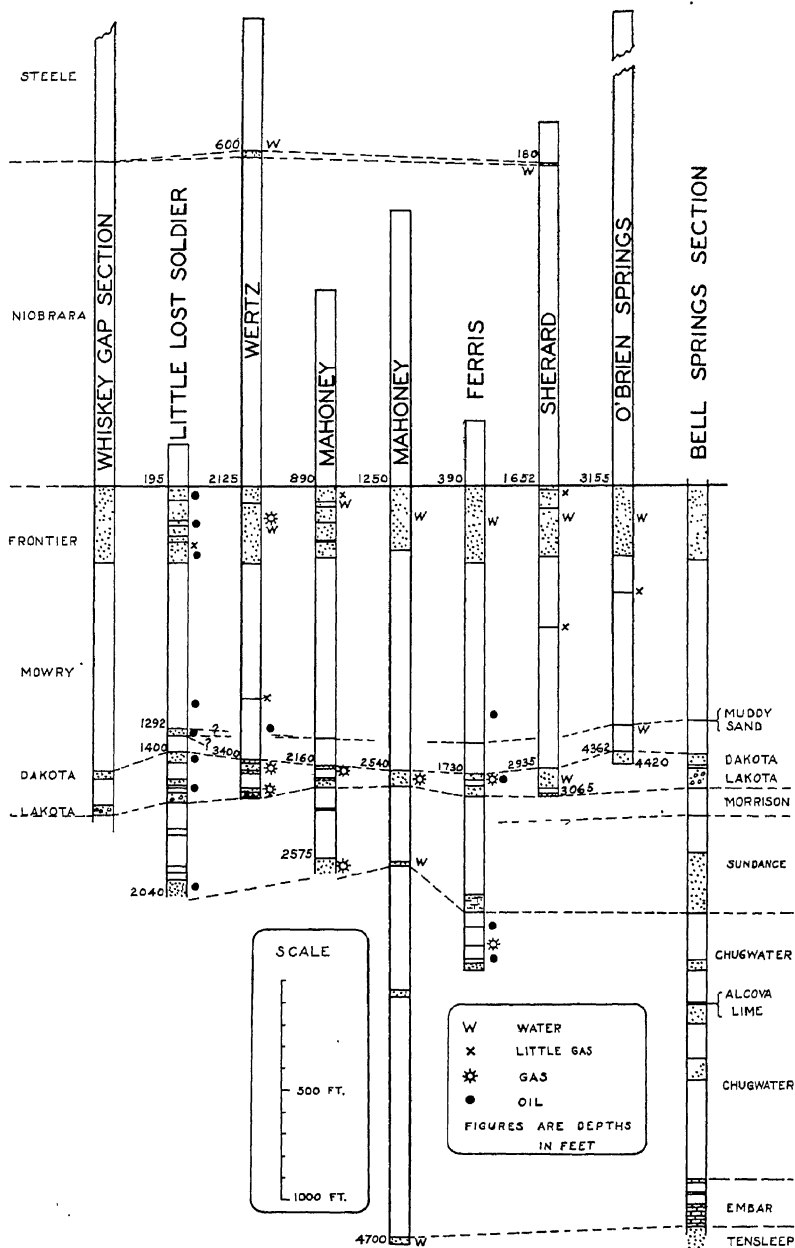 STEELE
600
W
180
W
NIOBRARA
WHISKEY GAP SECTION
LITTLE LOST SOLDIER
WERTZ
MAHONEY
MAHONEY
FERRIS
SHERARD
O'BRIEN SPRINGS
BELL SPRINGS SECTION
195
2125
890
1250
390
1652
3155
FRONTIER
W
W
W
W
W
W
MOWRY
1292
?
?
1400
3400
2160
2540
1730
2935
4362
4420
W
W
3065
MUDDY
SAND
DAKOTA
LAKOTA
MORRISON
DAKOTA
LAKOTA
2575
W
2040
SUNDANCE
CHUGWATER
ALCOVA
LIME
CHUGWATER
EMBAR
TENSLEEP
4700
W
SCALE
500 FT.
1000 FT.
W WATER
x LITTLE GAS
☼ GAS
● OIL
FIGURES ARE DEPTHS
IN FEET